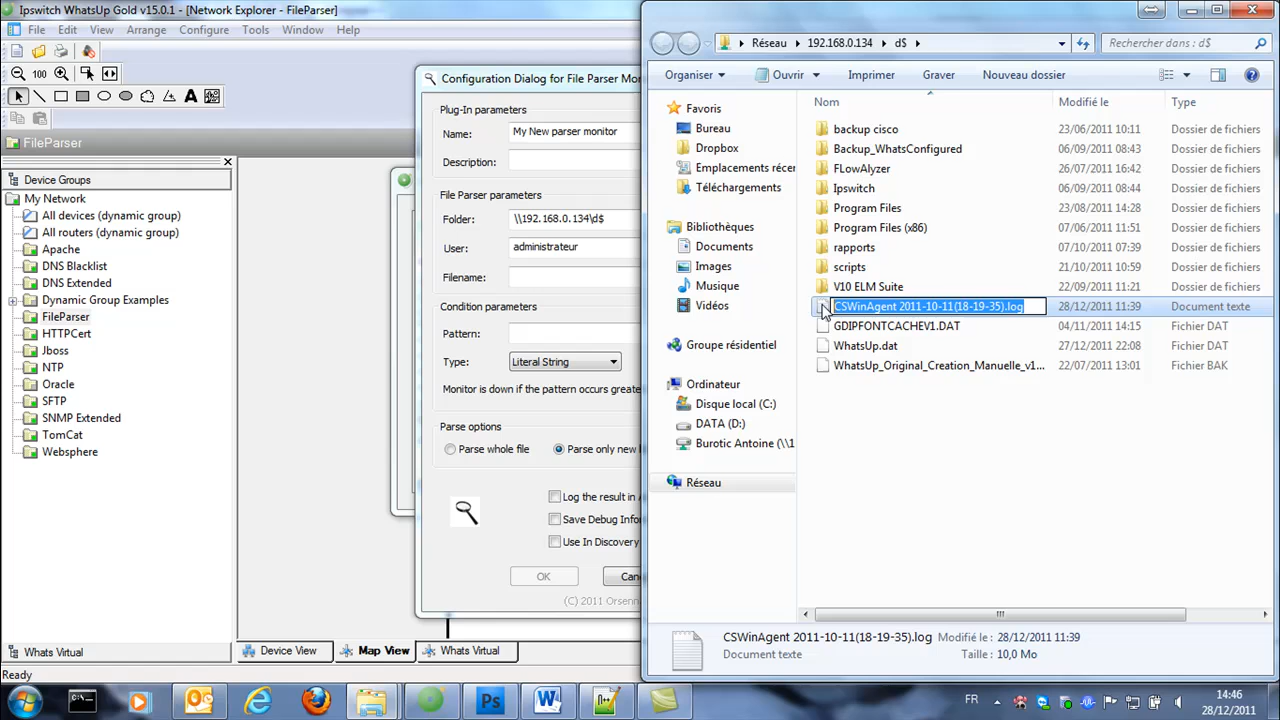 Ipswitch WhatsUp Gold v15.0.1 - [Network Explorer - FileParser]
File Edit View Arrange Configure Tools Window Help
100
A
FileParser
Device Groups
My Network
All devices (dynamic group)
All routers (dynamic group)
Apache
DNS Blacklist
DNS Extended
Dynamic Group Examples
FileParser
HTTPCert
Jboss
NTP
Oracle
SFTP
SNMP Extended
TomCat
Websphere
Whats Virtual
Device View Map View Whats Virtual
Ready
Configuration Dialog for File Parser
Plug-In parameters
Name: My New parser monitor
Description:
File Parser parameters
Folder: \\192.168.0.134\d$
User: administrateur
Filename:
Condition parameters
Pattern:
Type: Literal String
Monitor is down if the pattern occurs
Parse options
Parse whole file Parse only new
Log the result in
Save Debug
Use In Discovery
OK
(C) 2011
Réseau 192.168.0.134 d$
Rechercher dans: d$
Organiser Ouvrir Imprimer Graver Nouveau dossier
Favoris
Bureau
Dropbox
Emplacements
Téléchargements
Bibliothèques
Documents
Images
Musique
Vidéos
Groupe résidentiel
Ordinateur
Disque local (C:)
DATA (D:)
Burotic Antoine (\\1
Réseau
Nom Modifié le Type
backup cisco 23/06/2011 10:11 Dossier de fichiers
Backup_WhatsConfigured 06/09/2011 08:43 Dossier de fichiers
FLowAlyzer 26/07/2011 16:42 Dossier de fichiers
Ipswitch 06/09/2011 08:44 Dossier de fichiers
Program Files 23/08/2011 14:28 Dossier de fichiers
Program Files (x86) 07/06/2011 11:51 Dossier de fichiers
rapports 07/10/2011 07:39 Dossier de fichiers
scripts 21/10/2011 10:59 Dossier de fichiers
V10 ELM Suite 22/09/2011 11:21 Dossier de fichiers
CSWinAgent 2011-10-11(18-19-35).log 28/12/2011 11:39 Document texte
GDIPFONTCACHEV1.DAT 04/11/2011 14:15 Fichier DAT
WhatsUp.dat 27/12/2011 22:08 Fichier DAT
WhatsUp_Original_Creation_Manuelle_v1... 22/07/2011 13:01 Fichier BAK
CSWinAgent 2011-10-11(18-19-35).log Modifié le : 28/12/2011 11:39
Document texte Taille : 10,0 Mo
C:\.
Ps
W
FR
14:46
28/12/2011